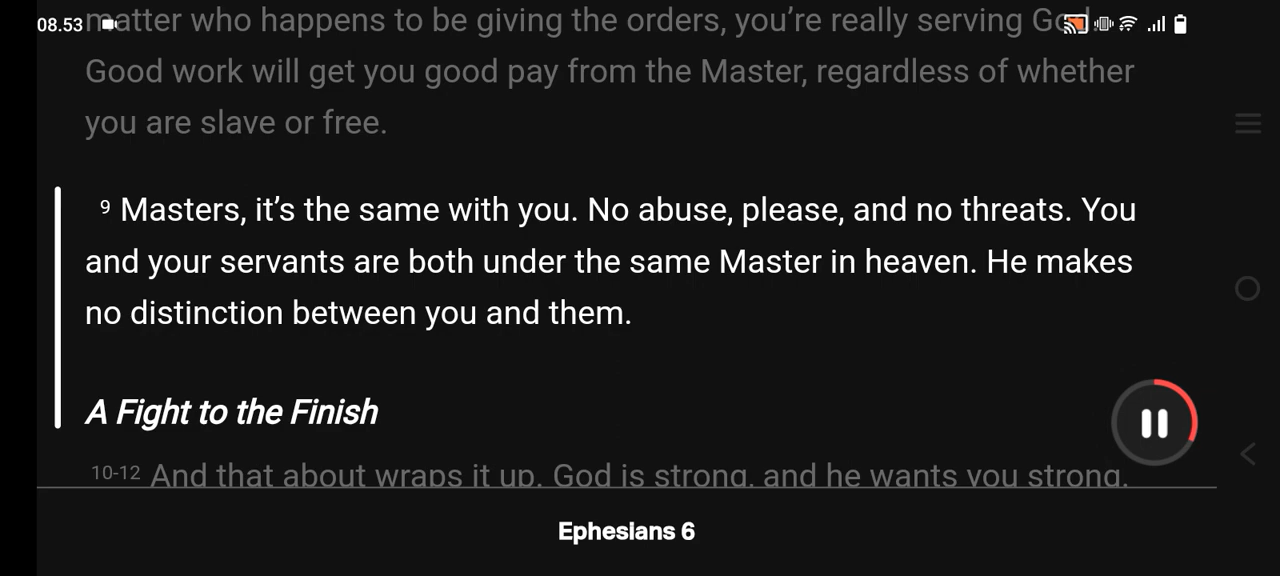 08.53
matter who happens to be giving the orders, you're really serving God.
Good work will get you good pay from the Master, regardless of whether
you are slave or free.
9 Masters, it's the same with you. No abuse, please, and no threats. You
and your servants are both under the same Master in heaven. He makes
no distinction between you and them.
A Fight to the Finish
10-12 And that about wraps it up. God is strong, and he wants you strong.
Ephesians 6